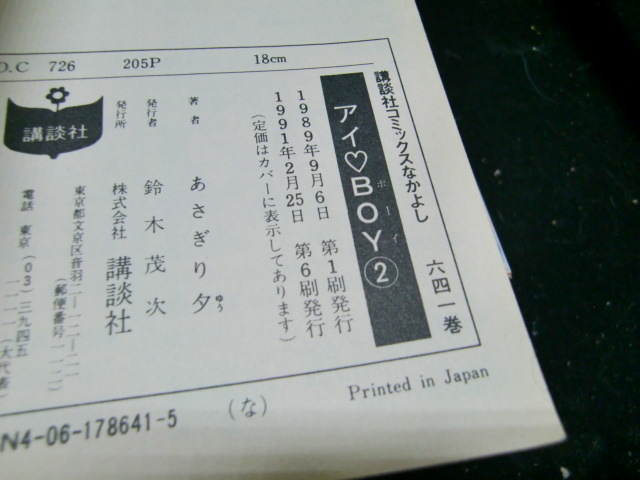 D.C 726 205P 18cm
講談社コミックスなかよし 六四一巻
アイ♡BOY ②
ボーイ
1989年9月6日 第1刷発行
1991年2月25日 第6刷発行
(定価はカバーに表示してあります)
著者 あさぎり夕
ゆう
発行者 鈴木茂次
発行所 株式会社 講談社
東京都文京区音羽二―一二―二一
(郵便番号一一二)
電話 東京(03)三九四五
一一一一(大代表)
講談社
N4-06-178641-5 (な)
Printed in Japan